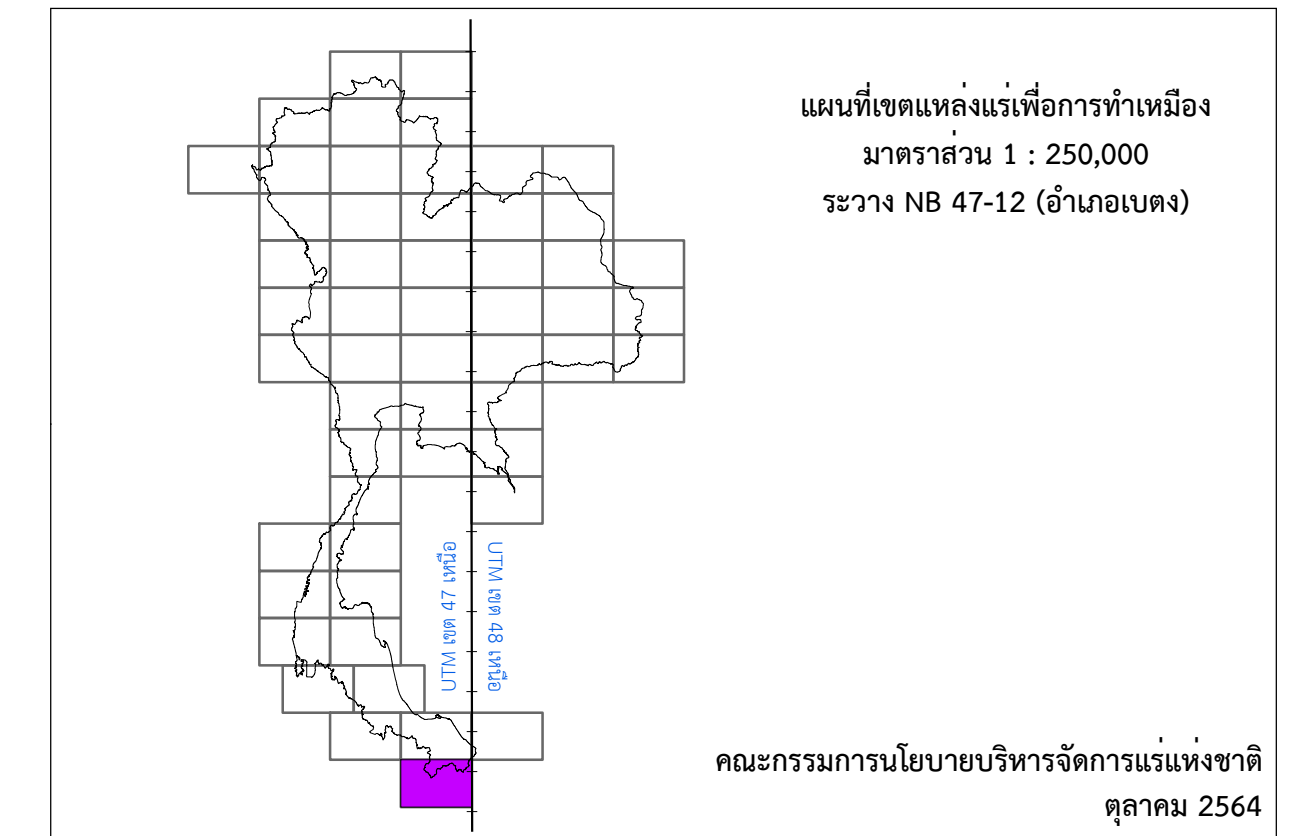 แผนที่เขตแหล่งแร่เพื่อการทำเหมือง
มาตราส่วน 1 : 250,000
ระวาง NB 47-12 (อำเภอเบตง)
UTM เขต 47 เหนือ
UTM เขต 48 เหนือ
คณะกรรมการนโยบายบริหารจัดการแร่แห่งชาติ
ตุลาคม 2564